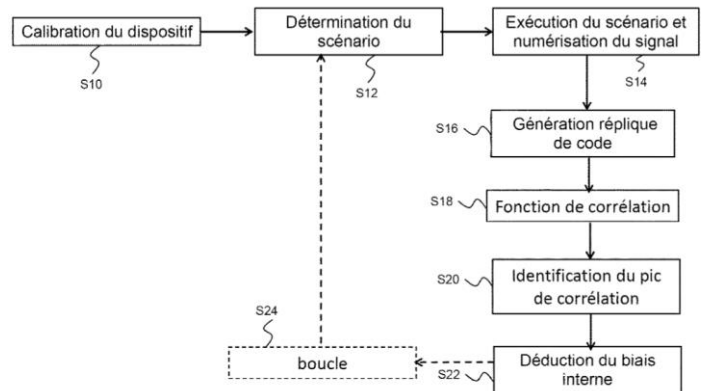 Calibration du dispositif
S10
Détermination du
scénario
S12
Exécution du scénario et
numérisation du signal
S14
Génération réplique
de code
S16
Fonction de corrélation
S18
Identification du pic
de corrélation
S20
Déduction du biais
interne
S22
boucle
S24